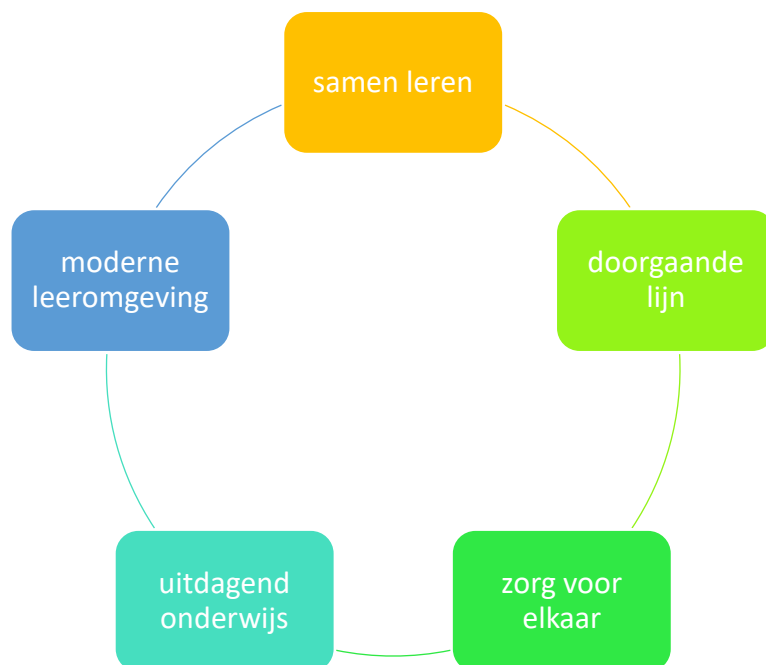 samen leren
moderne
leeromgeving
doorgaande
lijn
uitdagend
onderwijs
zorg voor
elkaar